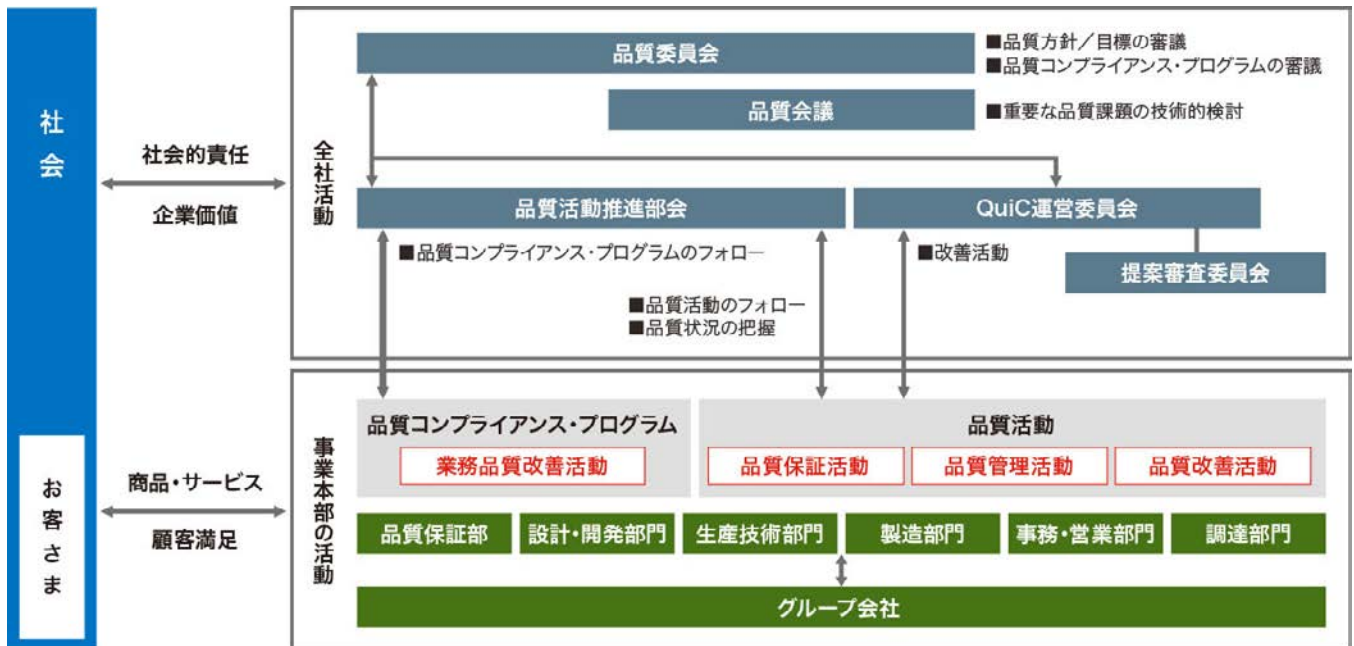 社会
お客さま
社会的責任
企業価値
商品・サービス
顧客満足
全社活動
品質委員会
■品質方針／目標の審議
■品質コンプライアンス・プログラムの審議
品質会議
■重要な品質課題の技術的検討
品質活動推進部会
QuiC運営委員会
■品質コンプライアンス・プログラムのフォロー
■改善活動
提案審査委員会
■品質活動のフォロー
■品質状況の把握
事業本部の活動
品質コンプライアンス・プログラム
業務品質改善活動
品質活動
品質保証活動
品質管理活動
品質改善活動
品質保証部
設計・開発部門
生産技術部門
製造部門
事務・営業部門
調達部門
グループ会社